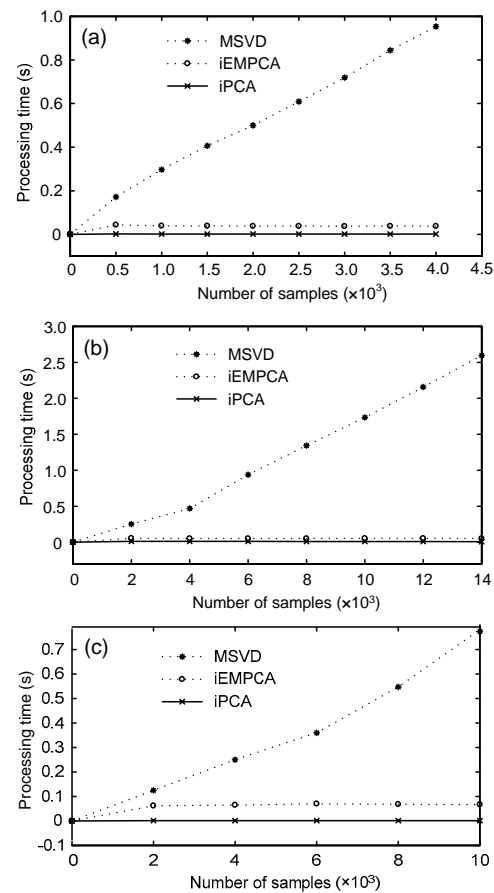 (a)
MSVD
iEMPCA
iPCA
Processing time (s)
1.0
0.8
0.6
0.4
0.2
0
0 0.5 1.0 1.5 2.0 2.5 3.0 3.5 4.0 4.5
Number of samples (×10³)
(b)
MSVD
iEMPCA
iPCA
Processing time (s)
3.0
2.5
2.0
1.5
1.0
0.5
0
0 2 4 6 8 10 12 14
Number of samples (×10³)
(c)
MSVD
iEMPCA
iPCA
Processing time (s)
0.7
0.6
0.5
0.4
0.3
0.2
0.1
0
-0.1
0 2 4 6 8 10
Number of samples (×10³)